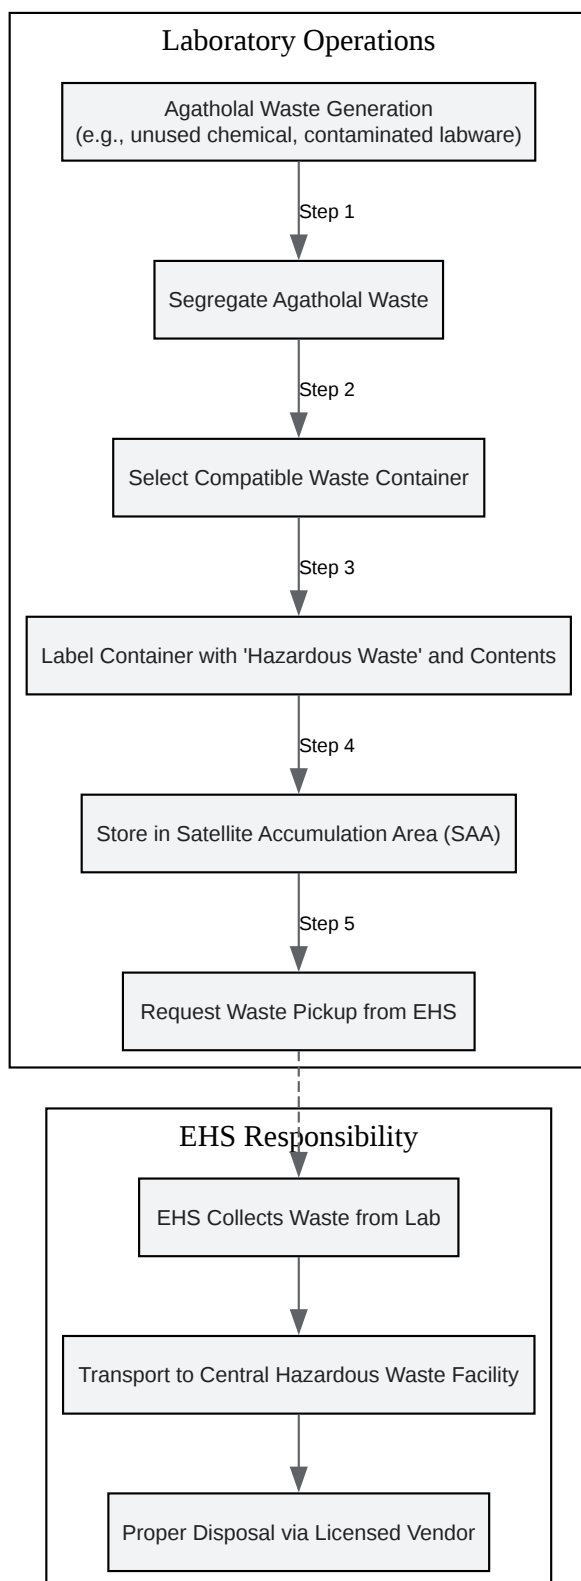 Laboratory Operations
Agatholal Waste Generation
(e.g., unused chemical, contaminated labware)
Step 1
Segregate Agatholal Waste
Step 2
Select Compatible Waste Container
Step 3
Label Container with 'Hazardous Waste' and Contents
Step 4
Store in Satellite Accumulation Area (SAA)
Step 5
Request Waste Pickup from EHS
EHS Responsibility
EHS Collects Waste from Lab
Transport to Central Hazardous Waste Facility
Proper Disposal via Licensed Vendor